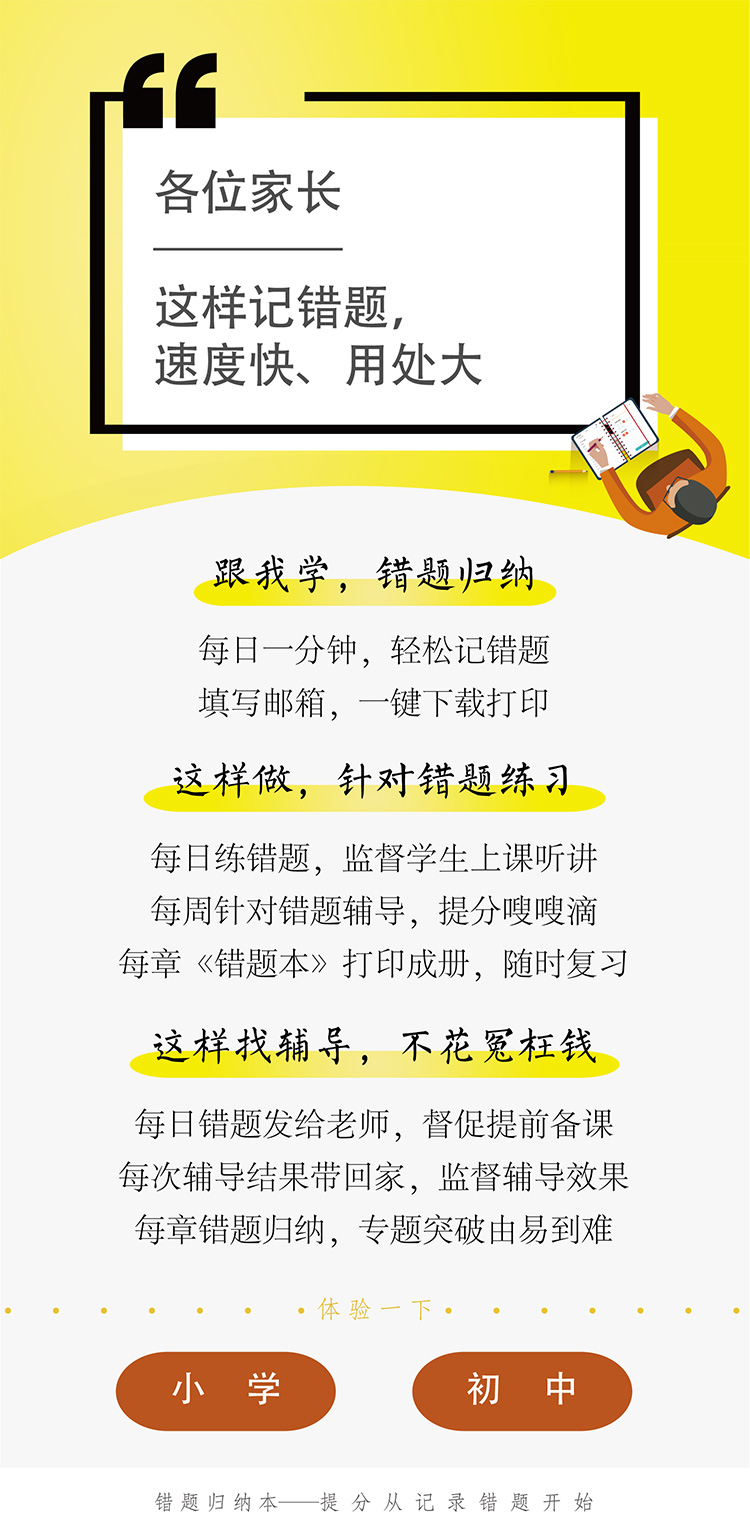 各位家长
这样记错题，
速度快、用处大
跟我学，错题归纳
每日一分钟，轻松记错题
填写邮箱，一键下载打印
这样做，针对错题练习
每日练错题，监督学生上课听讲
每周针对错题辅导，提分嗖嗖滴
每章《错题本》打印成册，随时复习
这样找辅导，不花冤枉钱
每日错题发给老师，督促提前备课
每次辅导结果带回家，监督辅导效果
每章错题归纳，专题突破由易到难
体验一下
小学
初中
错题归纳本——提分从记录错题开始